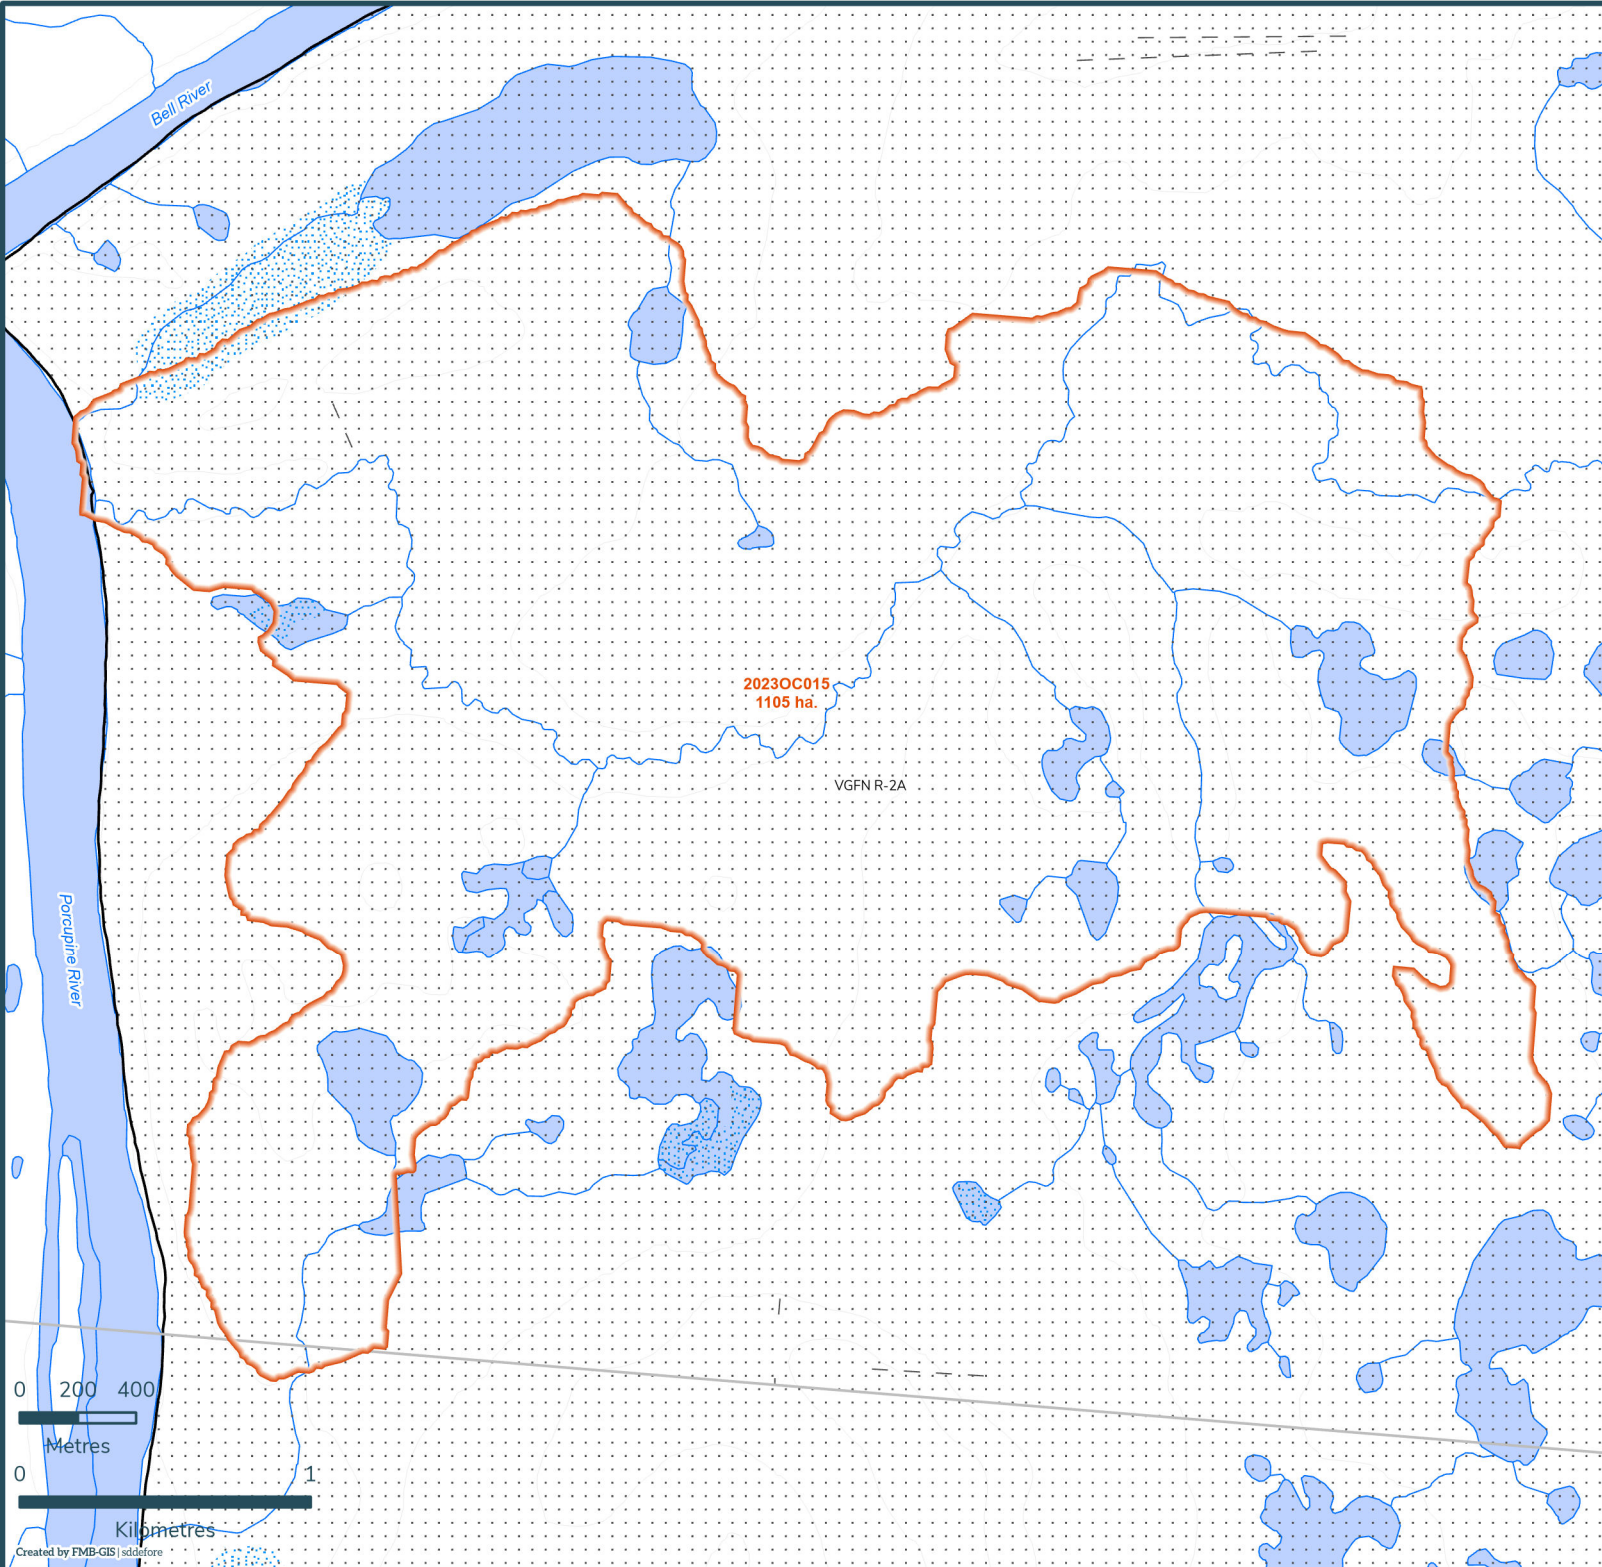 Bell River
2023OC015
1105 ha.
VGFN R-2A
Porcupine River
0 200 400
Metres
0 1
Kilometres
Created by FMB-GIS | sddefore